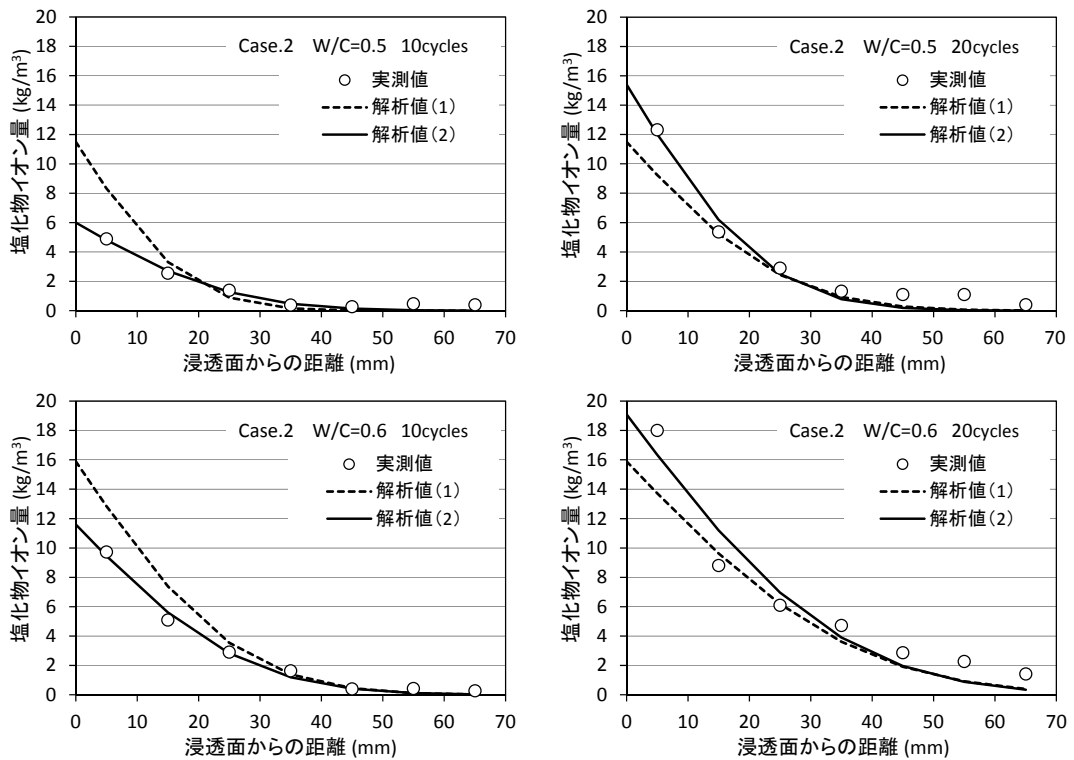 塩化物イオン量 (kg/m³)
20
18
16
14
12
10
8
6
4
2
0
Case.2 W/C=0.5 10cycles
実測値
解析値(1)
解析値(2)
0 10 20 30 40 50 60 70
浸透面からの距離 (mm)
塩化物イオン量 (kg/m³)
20
18
16
14
12
10
8
6
4
2
0
Case.2 W/C=0.5 20cycles
実測値
解析値(1)
解析値(2)
0 10 20 30 40 50 60 70
浸透面からの距離 (mm)
塩化物イオン量 (kg/m³)
20
18
16
14
12
10
8
6
4
2
0
Case.2 W/C=0.6 10cycles
実測値
解析値(1)
解析値(2)
0 10 20 30 40 50 60 70
浸透面からの距離 (mm)
塩化物イオン量 (kg/m³)
20
18
16
14
12
10
8
6
4
2
0
Case.2 W/C=0.6 20cycles
実測値
解析値(1)
解析値(2)
0 10 20 30 40 50 60 70
浸透面からの距離 (mm)